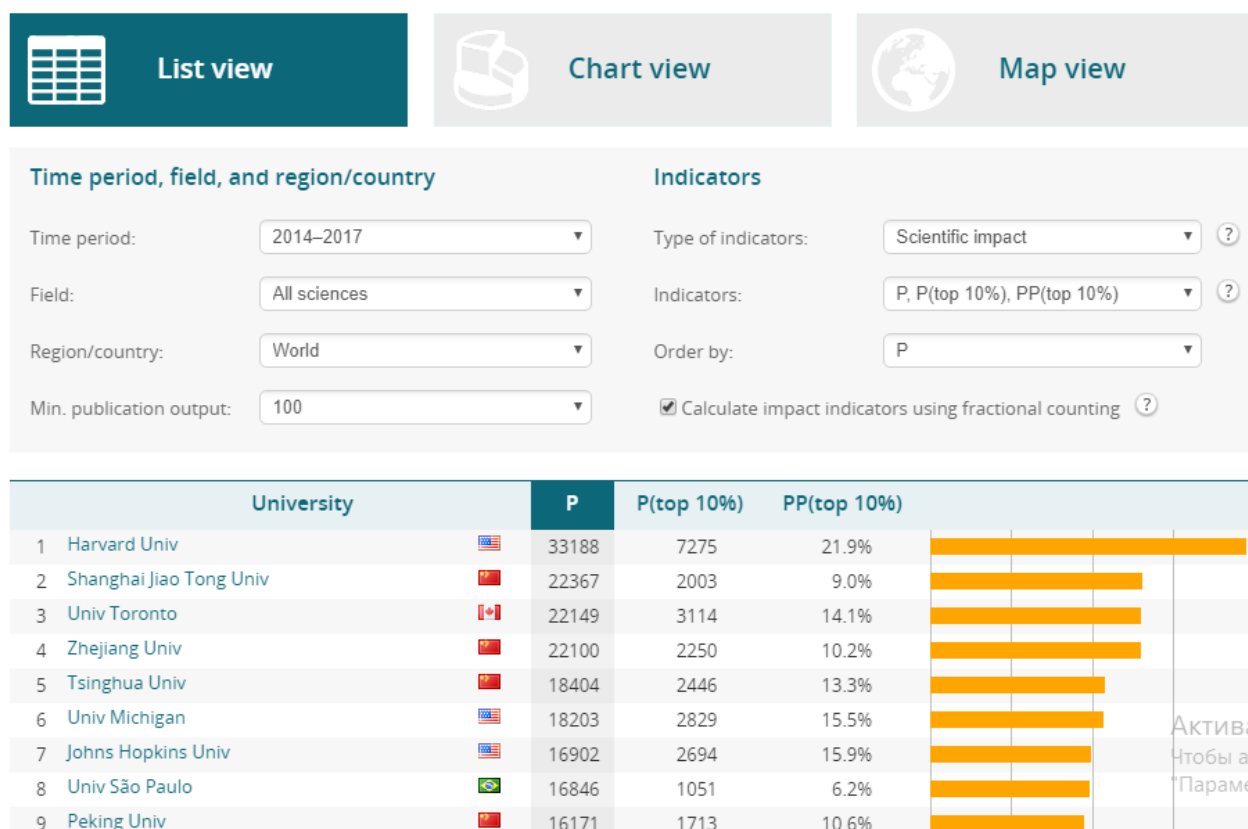 List view Chart view Map view
Time period, field, and region/country Indicators
Time period: 2014–2017 Type of indicators: Scientific impact ?
Field: All sciences Indicators: P, P(top 10%), PP(top 10%) ?
Region/country: World Order by: P
Min. publication output: 100 Calculate impact indicators using fractional counting ?
University P P(top 10%) PP(top 10%)
1 Harvard Univ 33188 7275 21.9%
2 Shanghai Jiao Tong Univ 22367 2003 9.0%
3 Univ Toronto 22149 3114 14.1%
4 Zhejiang Univ 22100 2250 10.2%
5 Tsinghua Univ 18404 2446 13.3%
6 Univ Michigan 18203 2829 15.5%
Актива
7 Johns Hopkins Univ 16902 2694 15.9%
Чтобы а
8 Univ São Paulo 16846 1051 6.2%
"Параме
9 Peking Univ 16171 1713 10.6%